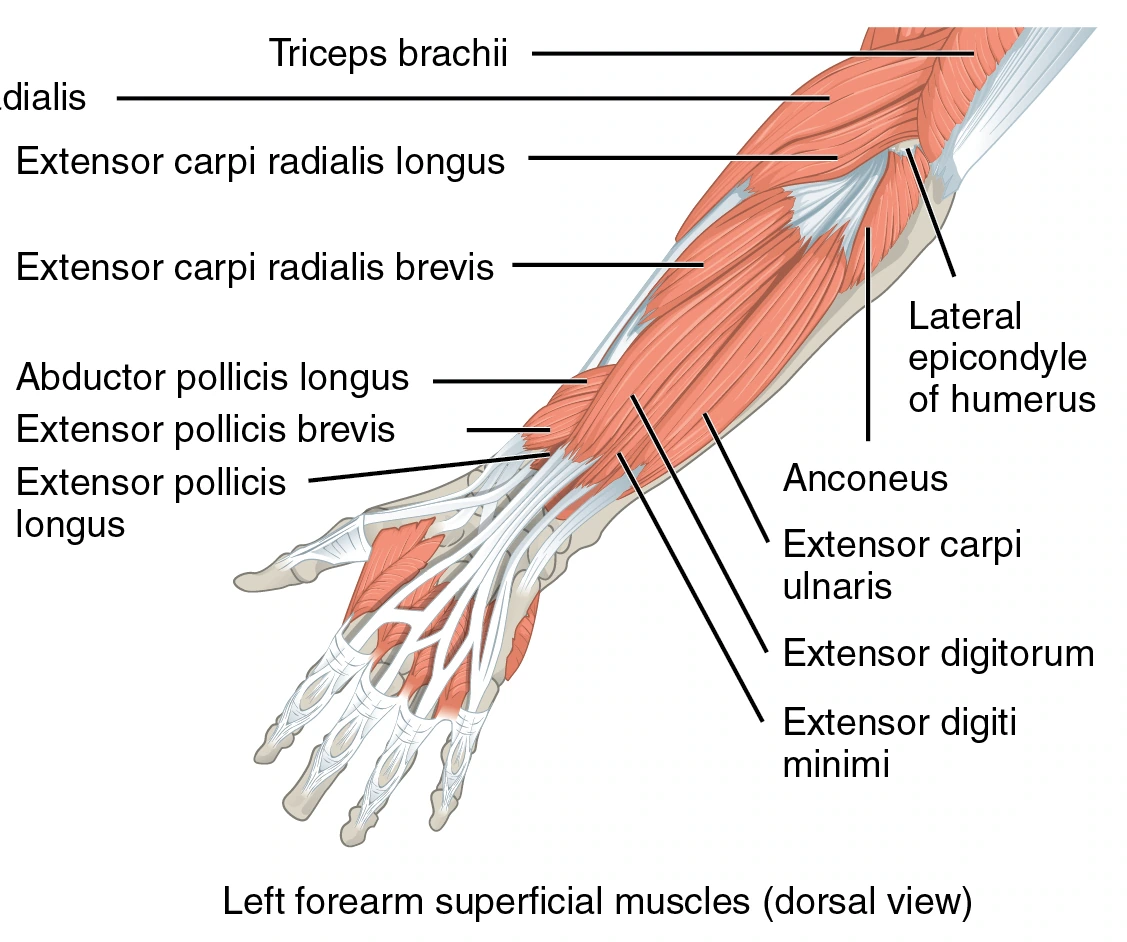 Triceps brachii
dialis
Extensor carpi radialis longus
Extensor carpi radialis brevis
Abductor pollicis longus
Extensor pollicis brevis
Extensor pollicis
longus
Lateral
epicondyle
of humerus
Anconeus
Extensor carpi
ulnaris
Extensor digitorum
Extensor digiti
minimi
Left forearm superficial muscles (dorsal view)